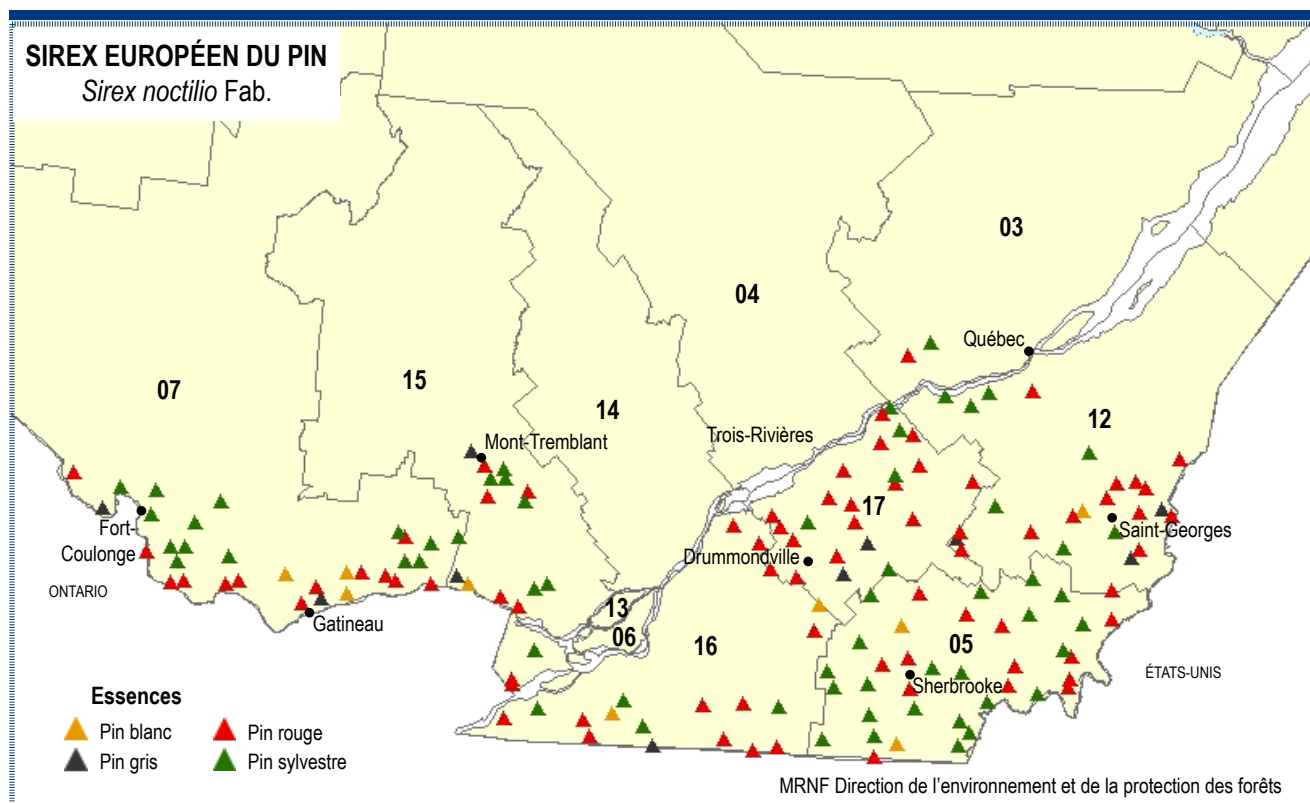 SIREX EUROPÉEN DU PIN
Sirex noctilio Fab.
03
04
Québec
07
15
14
12
Trois-Rivières
Mont-Tremblant
17
Saint-Georges
Fort-
Coulonge
Drummondville
ONTARIO
13
Gatineau
06
16
05
ÉTATS-UNIS
Sherbrooke
Essences
Pin blanc
Pin rouge
Pin gris
Pin sylvestre
MRNF Direction de l'environnement et de la protection des forêts